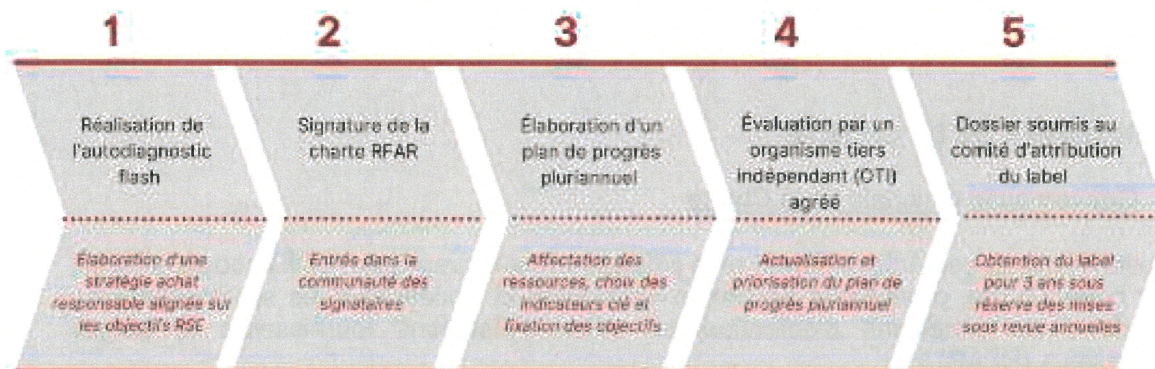 1
Réalisation de
l'autodiagnostic
flash
Élaboration d'une
stratégie achat
responsable alignée sur
les objectifs RSE
2
Signature de la
charte RFAR
Entrée dans la
communauté des
signataires
3
Élaboration d'un
plan de progrès
pluriannuel
Affectation des
ressources, choix des
indicateurs clé et
fixation des objectifs
4
Évaluation par un
organisme tiers
indépendant (OTI)
agréé
Actualisation et
priorisation du plan de
progrès pluriannuel
5
Dossier soumis au
comité d'attribution
du label
Obtention du label
pour 3 ans sous
réserve des mises
sous revue annuelles